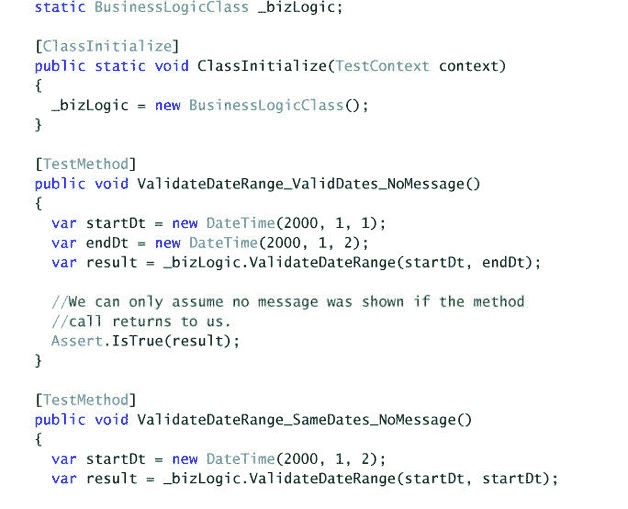 static BusinessLogicClass _bizLogic;
[ClassInitialize]
public static void ClassInitialize(TestContext context)
{
_bizLogic = new BusinessLogicClass();
}
[TestMethod]
public void ValidateDateRange_ValidDates_NoMessage()
{
var startDt = new DateTime(2000, 1, 1);
var endDt = new DateTime(2000, 1, 2);
var result = _bizLogic.ValidateDateRange(startDt, endDt);
//We can only assume no message was shown if the method
//call returns to us.
Assert.IsTrue(result);
}
[TestMethod]
public void ValidateDateRange_SameDates_NoMessage()
{
var startDt = new DateTime(2000, 1, 2);
var result = _bizLogic.ValidateDateRange(startDt, startDt);